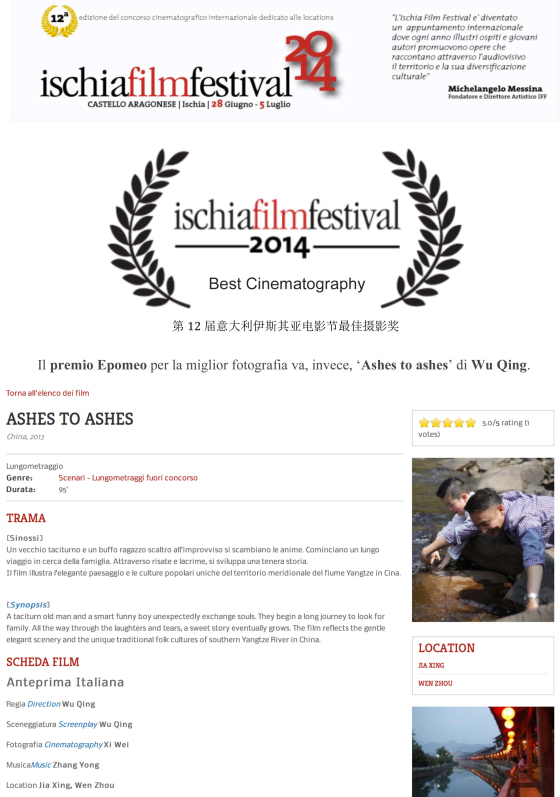 12ª edizione del concorso cinematografico internazionale dedicato alle locations
ischiafilmfestival 2014
CASTELLO ARAGONESE | Ischia | 28 Giugno - 5 Luglio
"L'Ischia Film Festival e' diventato
un appuntamento internazionale
dove ogni anno illustri ospiti e giovani
autori promuovono opere che
raccontano attraverso l'audiovisivo
il territorio e la sua diversificazione
culturale"
Michelangelo Messina
Fondatore e Direttore Artistico IFF
ischiafilmfestival
2014
Best Cinematography
第 12 届意大利伊斯其亚电影节最佳摄影奖
Il premio Epomeo per la miglior fotografia va, invece, ‘Ashes to ashes’ di Wu Qing.
Torna all'elenco dei film
ASHES TO ASHES
China, 2013
5.0/5 rating (1
votes)
Lungometraggio
Genre: Scenari - Lungometraggi fuori concorso
Durata: 95'
TRAMA
[Sinossi]
Un vecchio taciturno e un buffo ragazzo scaltro all'improvviso si scambiano le anime. Cominciano un lungo
viaggio in cerca della famiglia. Attraverso risate e lacrime, si sviluppa una tenera storia.
Il film illustra l'elegante paesaggio e le culture popolari uniche del territorio meridionale del fiume Yangtze in Cina.
[Synopsis]
A taciturn old man and a smart funny boy unexpectedly exchange souls. They begin a long journey to look for
family. All the way through the laughters and tears, a sweet story eventually grows. The film reflects the gentle
elegant scenery and the unique traditional folk cultures of southern Yangtze River in China.
SCHEDA FILM
Anteprima Italiana
Regia Direction Wu Qing
Sceneggiatura Screenplay Wu Qing
Fotografia Cinematography Xi Wei
MusicaMusic Zhang Yong
Location Jia Xing, Wen Zhou
LOCATION
JIA XING
WEN ZHOU